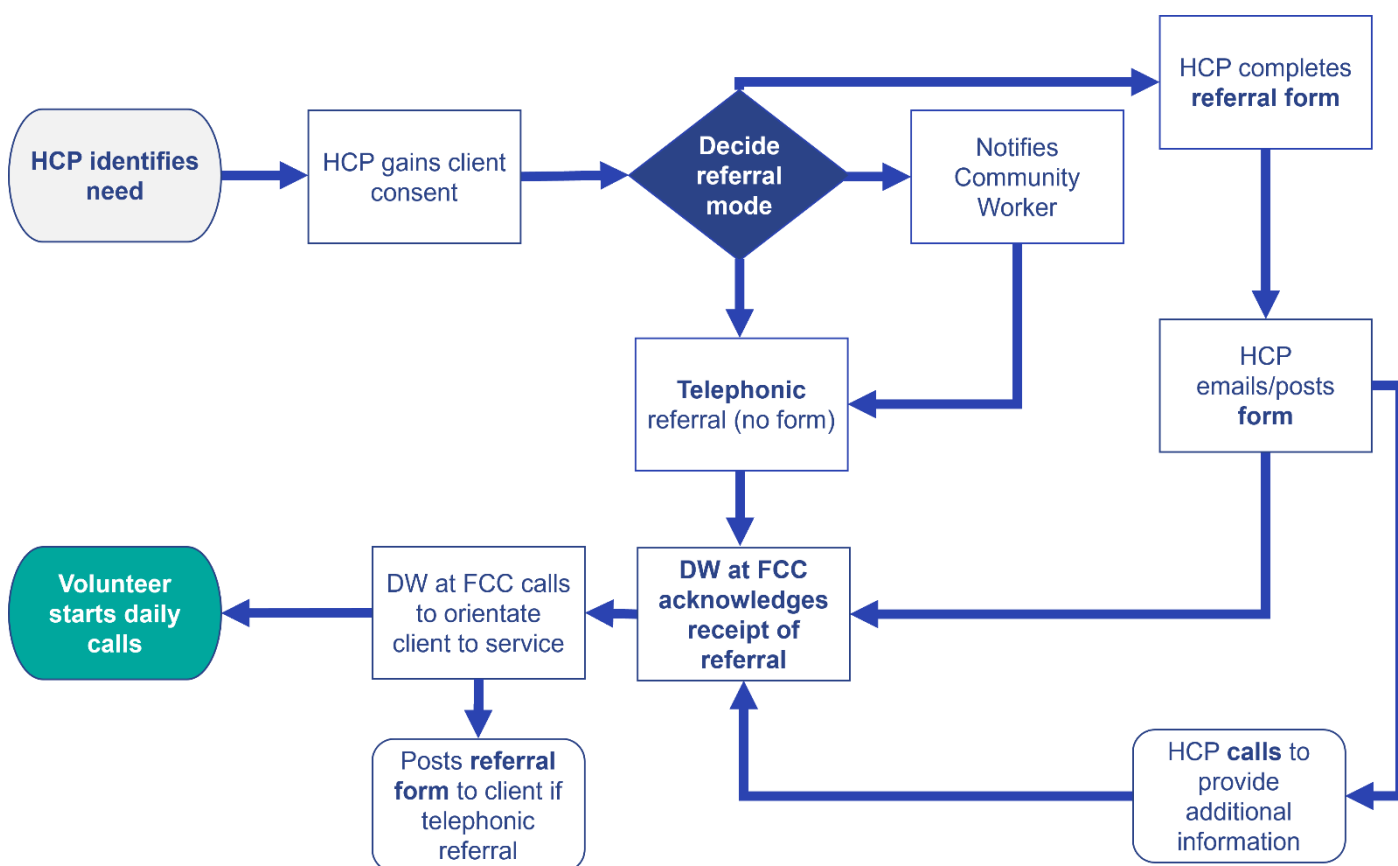 HCP identifies
need
HCP gains client
consent
Decide
referral
mode
Notifies
Community
Worker
HCP completes
referral form
HCP
emails/posts
form
Telephonic
referral (no form)
Volunteer
starts daily
calls
DW at FCC calls
to orientate
client to service
DW at FCC
acknowledges
receipt of
referral
Posts referral
form to client if
telephonic
referral
HCP calls to
provide
additional
information